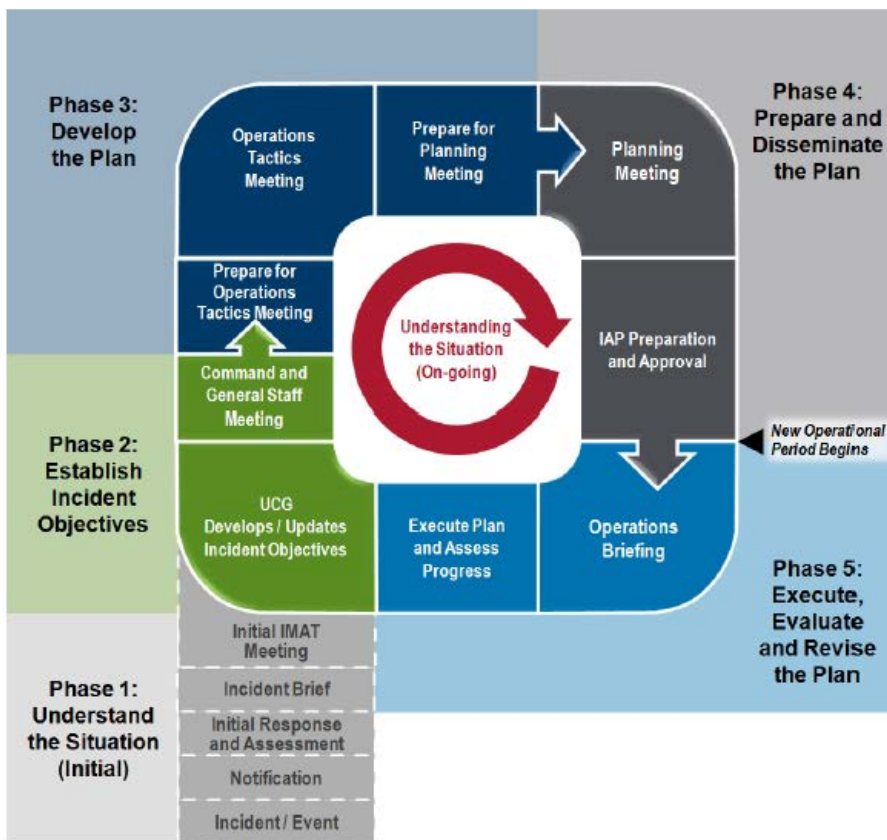 Phase 3:
Develop
the Plan
Operations
Tactics
Meeting
Prepare for
Planning
Meeting
Planning
Meeting
Phase 4:
Prepare and
Disseminate
the Plan
Prepare for
Operations
Tactics Meeting
Understanding
the Situation
(On-going)
IAP Preparation
and Approval
Command and
General Staff
Meeting
New Operational
Period Begins
Phase 2:
Establish
Incident
Objectives
UCG
Develops / Updates
Incident Objectives
Execute Plan
and Assess
Progress
Operations
Briefing
Phase 5:
Execute,
Evaluate
and Revise
the Plan
Phase 1:
Understand
the Situation
(Initial)
Initial IMAT
Meeting
Incident Brief
Initial Response
and Assessment
Notification
Incident / Event